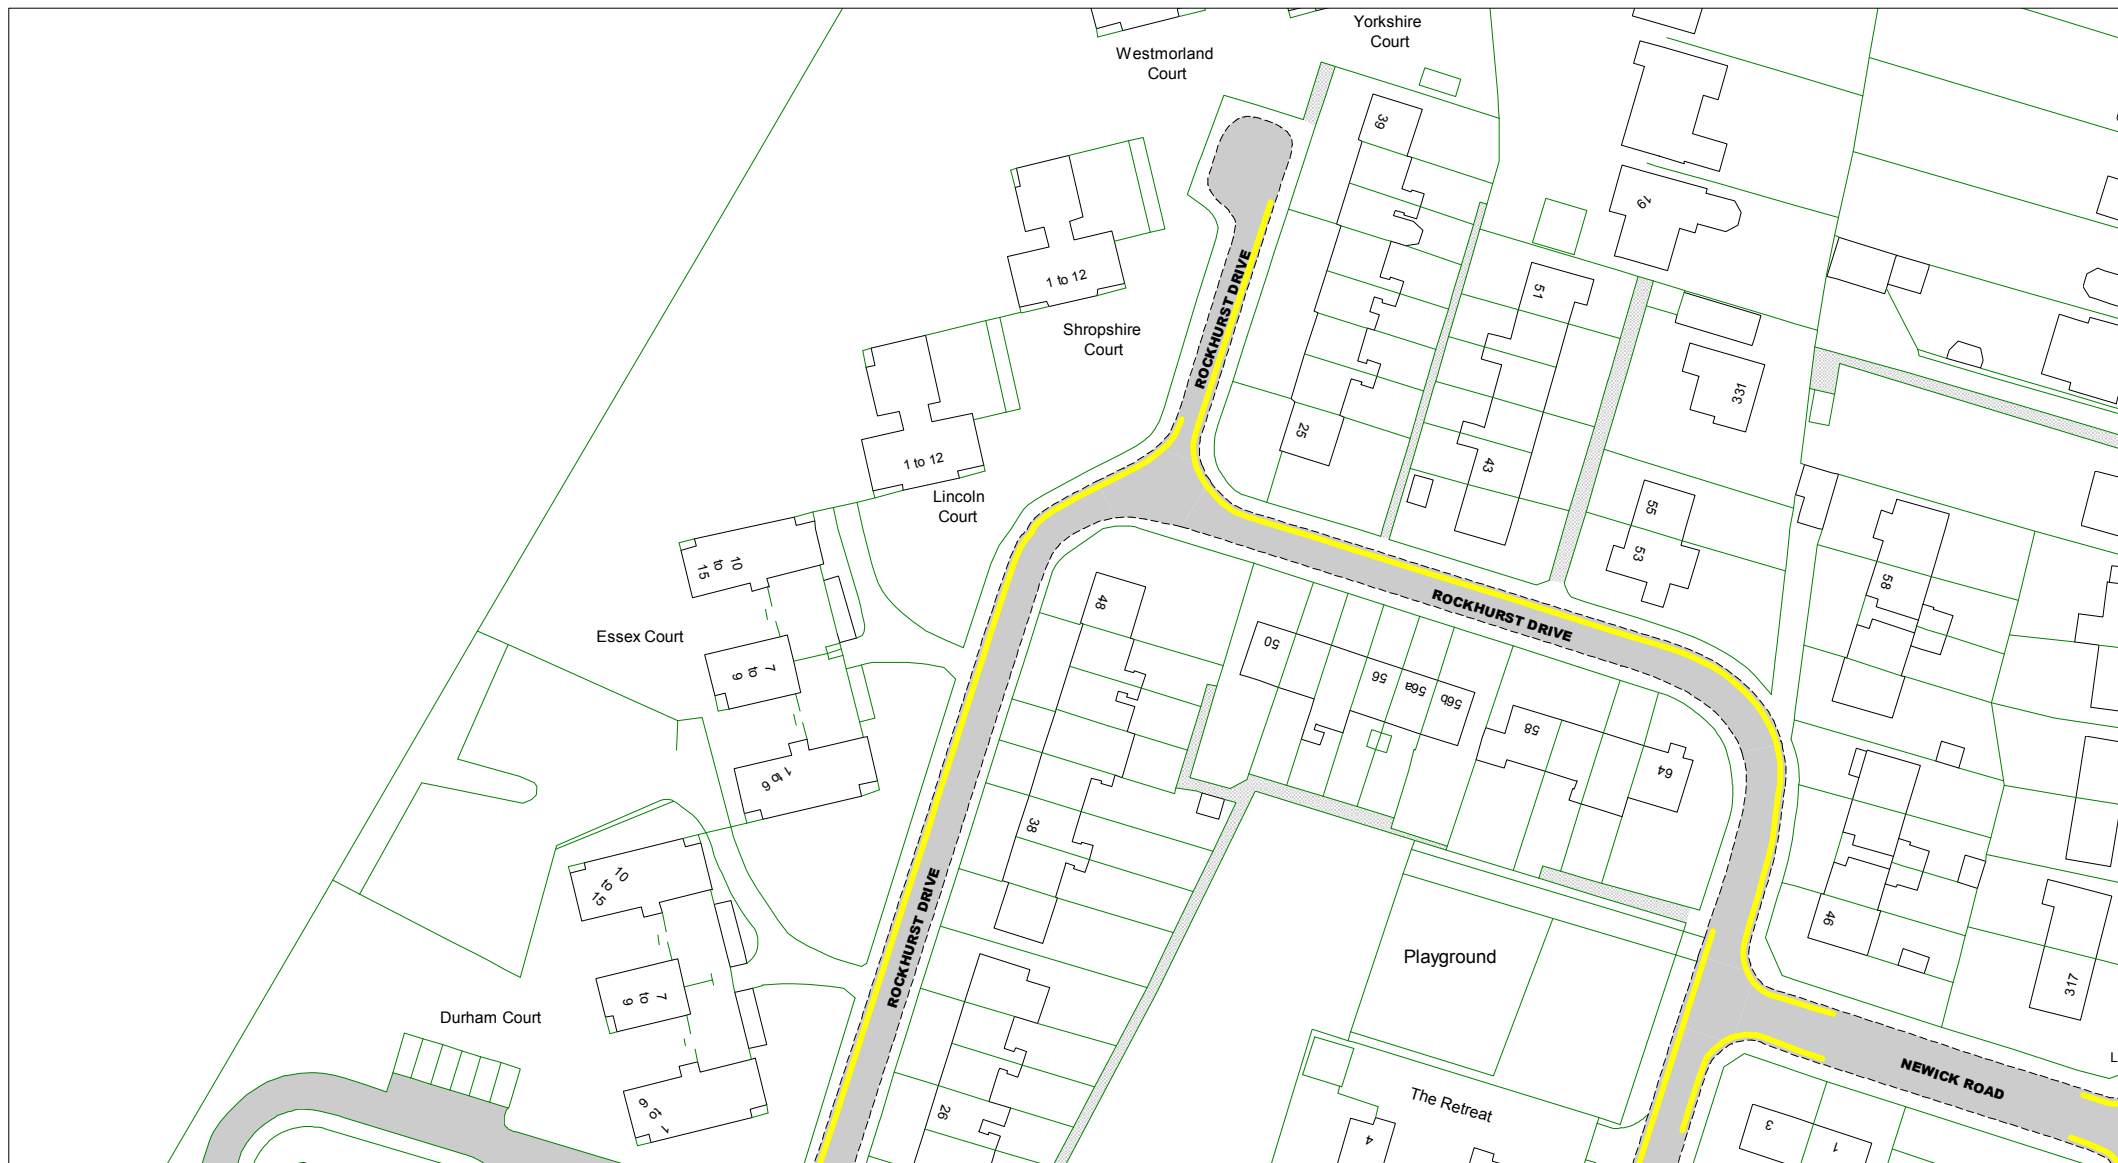 Yorkshire
Court
Westmorland
Court
39
79
1 to 12
51
ROCKHURST DRIVE
Shropshire
Court
331
25
43
1 to 12
Lincoln
Court
55
53
10
to
15
58
48
ROCKHURST DRIVE
Essex Court
50
7
to
9
56
56a
56b
58
64
1 to 6
38
10
to
15
46
ROCKHURST DRIVE
Playground
317
7
to
9
Durham Court
NEWICK ROAD
The Retreat
1
to
6
26
4
3
1